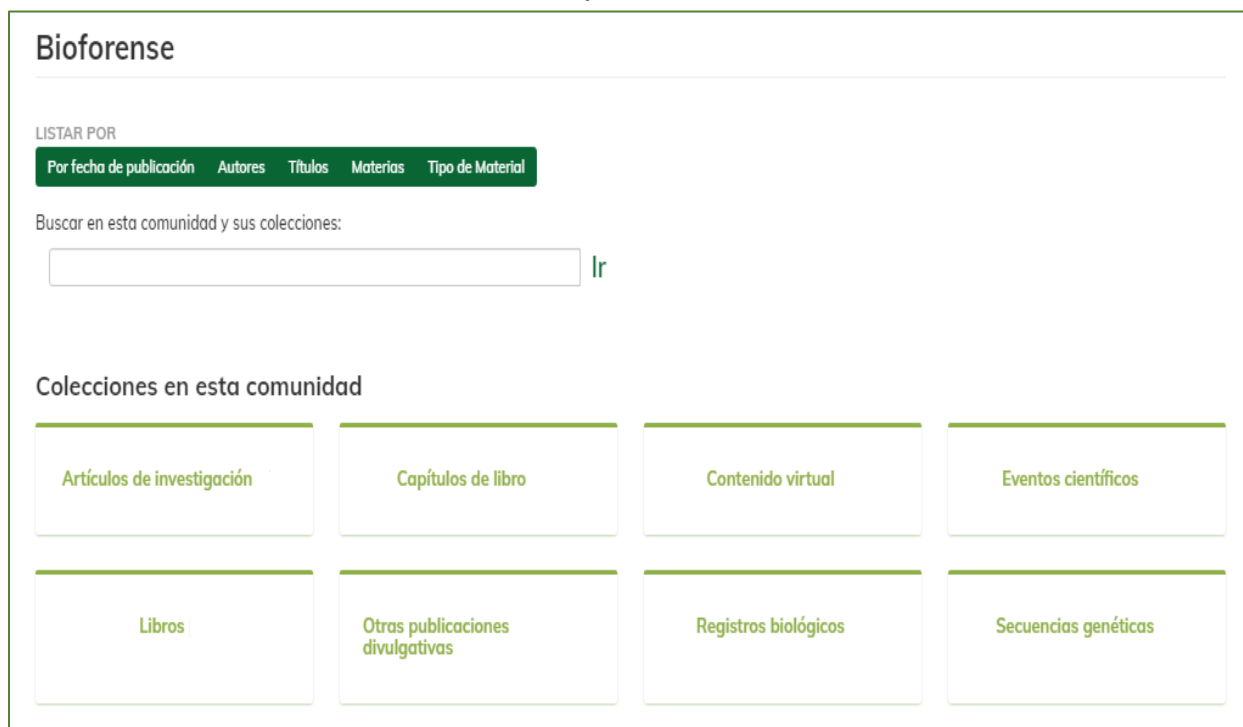 Bioforense
LISTAR POR
Por fecha de publicación Autores Títulos Materias Tipo de Material
Buscar en esta comunidad y sus colecciones:
Ir
Colecciones en esta comunidad
Artículos de investigación
Capítulos de libro
Contenido virtual
Eventos científicos
Libros
Otras publicaciones
divulgativas
Registros biológicos
Secuencias genéticas